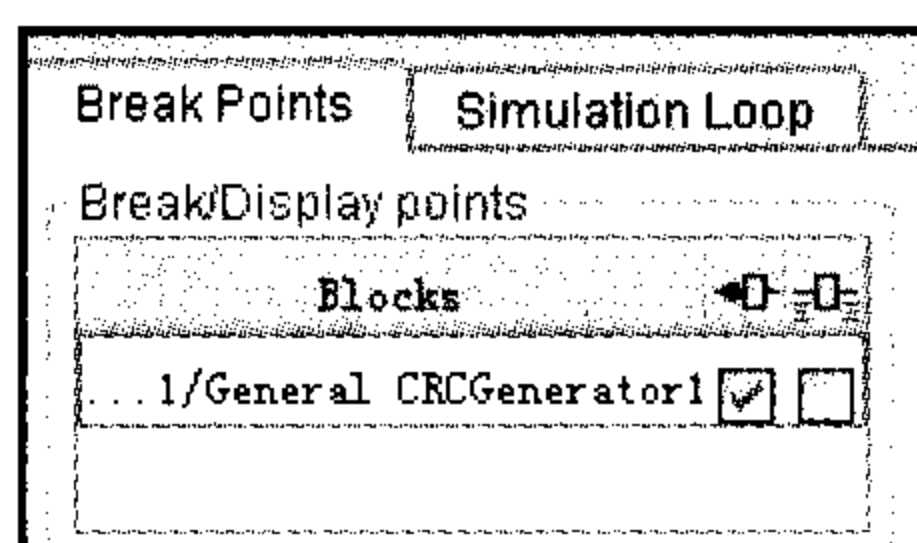 Break Points Simulation Loop
Break/Display points
Blocks
...1/General CRCGenerator1